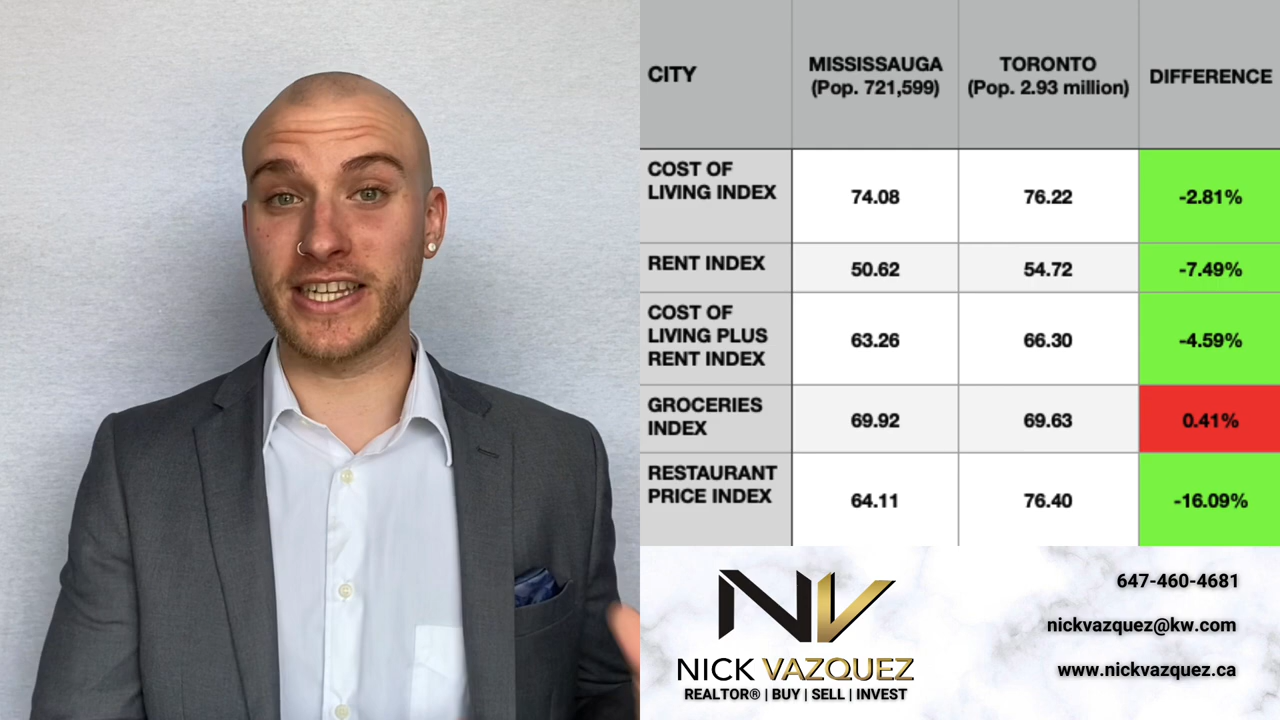 CITY
MISSISSAUGA
(Pop. 721,599)
TORONTO
(Pop. 2.93 million)
DIFFERENCE
COST OF
LIVING INDEX
74.08
76.22
-2.81%
RENT INDEX
50.62
54.72
-7.49%
COST OF
LIVING PLUS
RENT INDEX
63.26
66.30
-4.59%
GROCERIES
INDEX
69.92
69.63
0.41%
RESTAURANT
PRICE INDEX
64.11
76.40
-16.09%
NV
NICK VAZQUEZ
REALTOR® | BUY | SELL | INVEST
647-460-4681
nickvazquez@kw.com
www.nickvazquez.ca